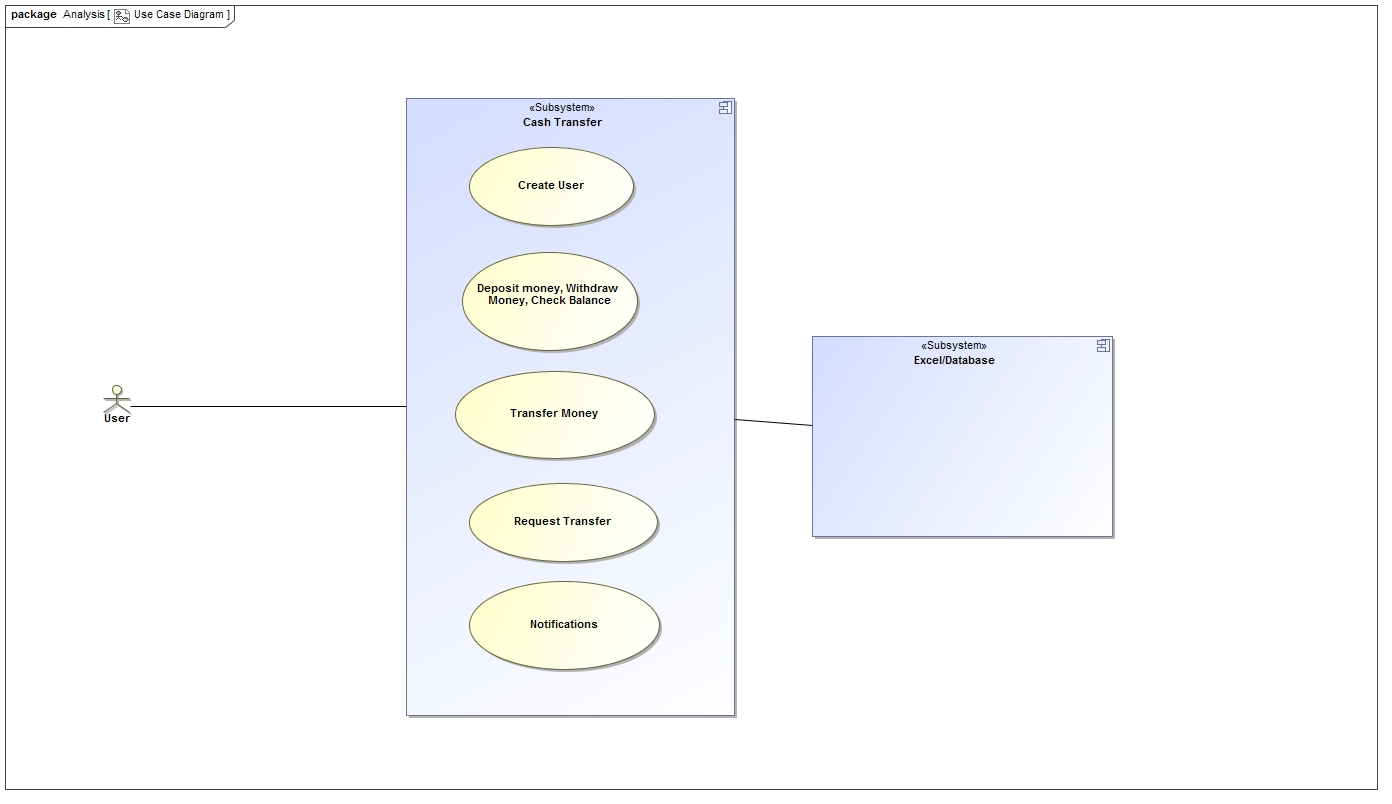 package Analysis [ Use Case Diagram ]
«Subsystem»
Cash Transfer
Create User
Deposit money, Withdraw
Money, Check Balance
Transfer Money
Request Transfer
Notifications
User
«Subsystem»
Excel/Database